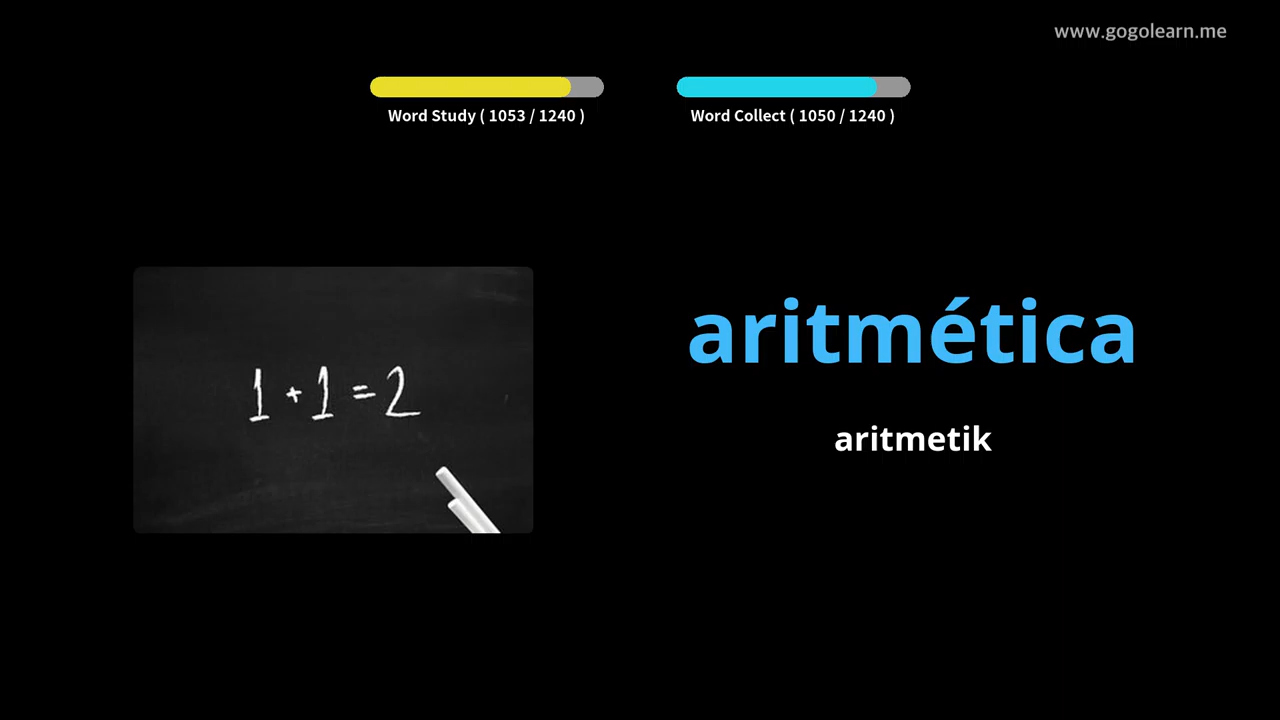 www.gogolearn.me
Word Study ( 1053 / 1240 )
Word Collect ( 1050 / 1240 )
1 + 1 = 2
aritmética
aritmetik